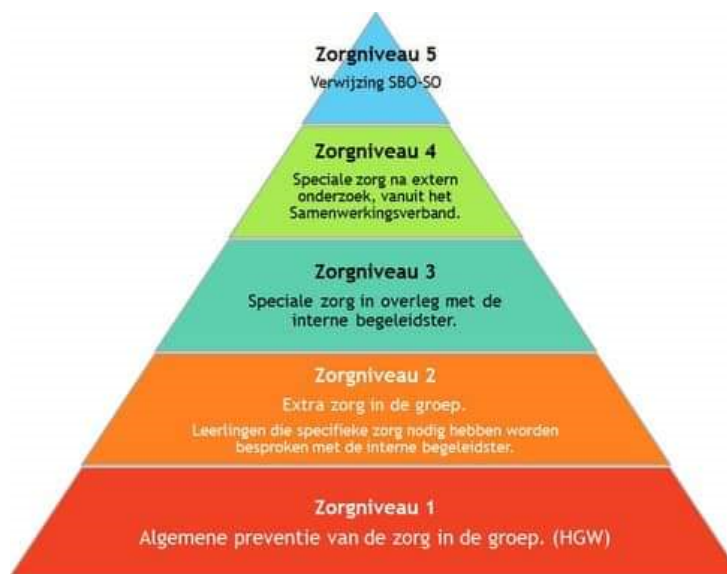 Zorgniveau 5
Verwijzing SBO-SO
Zorgniveau 4
Speciale zorg na extern
onderzoek, vanuit het
Samenwerkingsverband.
Zorgniveau 3
Speciale zorg in overleg met de
interne begeleidster.
Zorgniveau 2
Extra zorg in de groep.
Leerlingen die specifieke zorg nodig hebben worden
besproken met de interne begeleidster.
Zorgniveau 1
Algemene preventie van de zorg in de groep. (HGW)